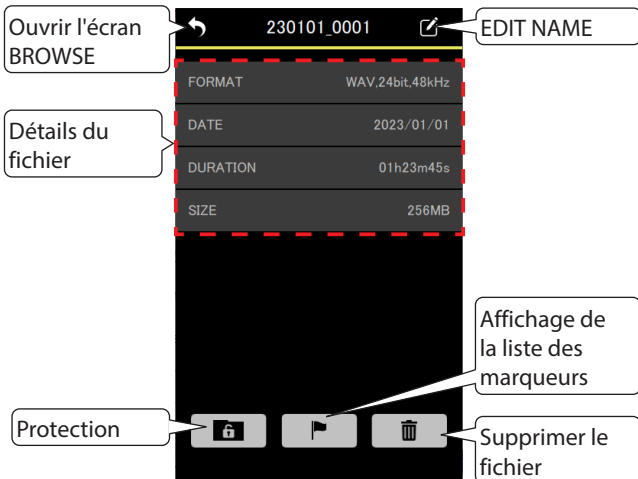 Ouvrir l'écran
BROWSE
230101_0001
EDIT NAME
FORMAT WAV,24bit,48kHz
DATE 2023/01/01
DURATION 01h23m45s
SIZE 256MB
Détails du
fichier
Affichage de
la liste des
marqueurs
Protection
Supprimer le
fichier